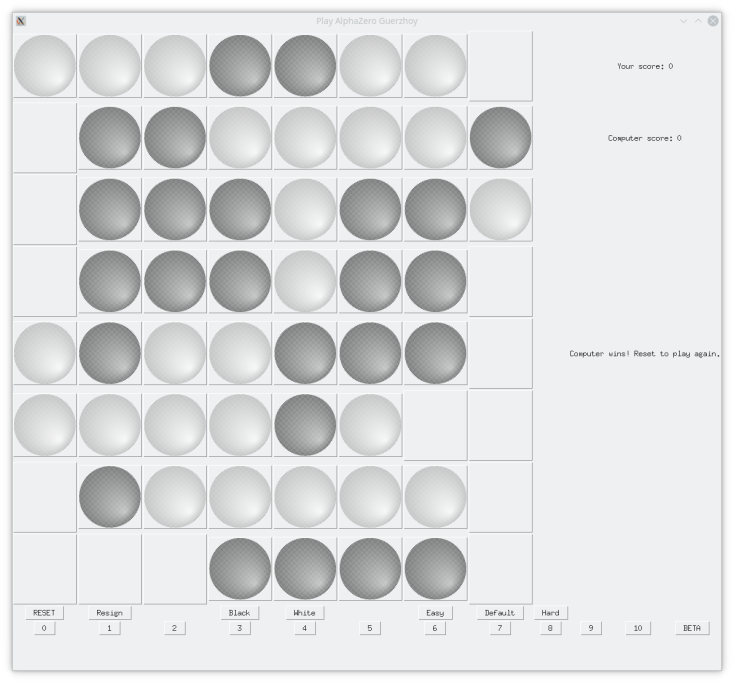 Play AlphaZero Guerzhoy
Your score: 0
Computer score: 0
Computer wins! Reset to play again.
RESET Resign Black White Easy Default Hard
0 1 2 3 4 5 6 7 8 9 10 BETA